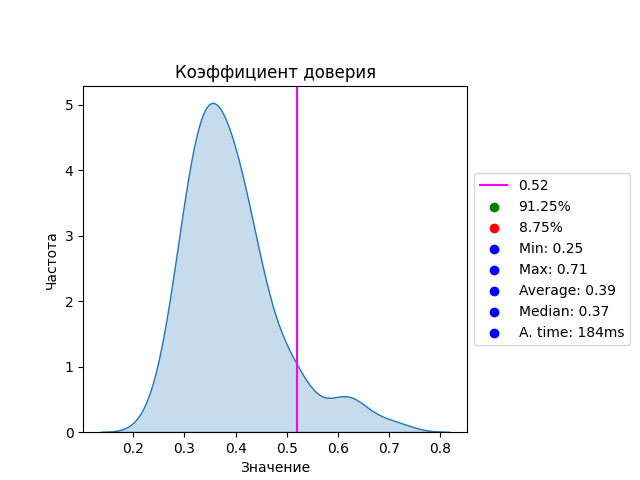 Коэффициент доверия
Частота
5
4
3
2
1
0
0.2 0.3 0.4 0.5 0.6 0.7 0.8
Значение
0.52
91.25%
8.75%
Min: 0.25
Max: 0.71
Average: 0.39
Median: 0.37
A. time: 184ms